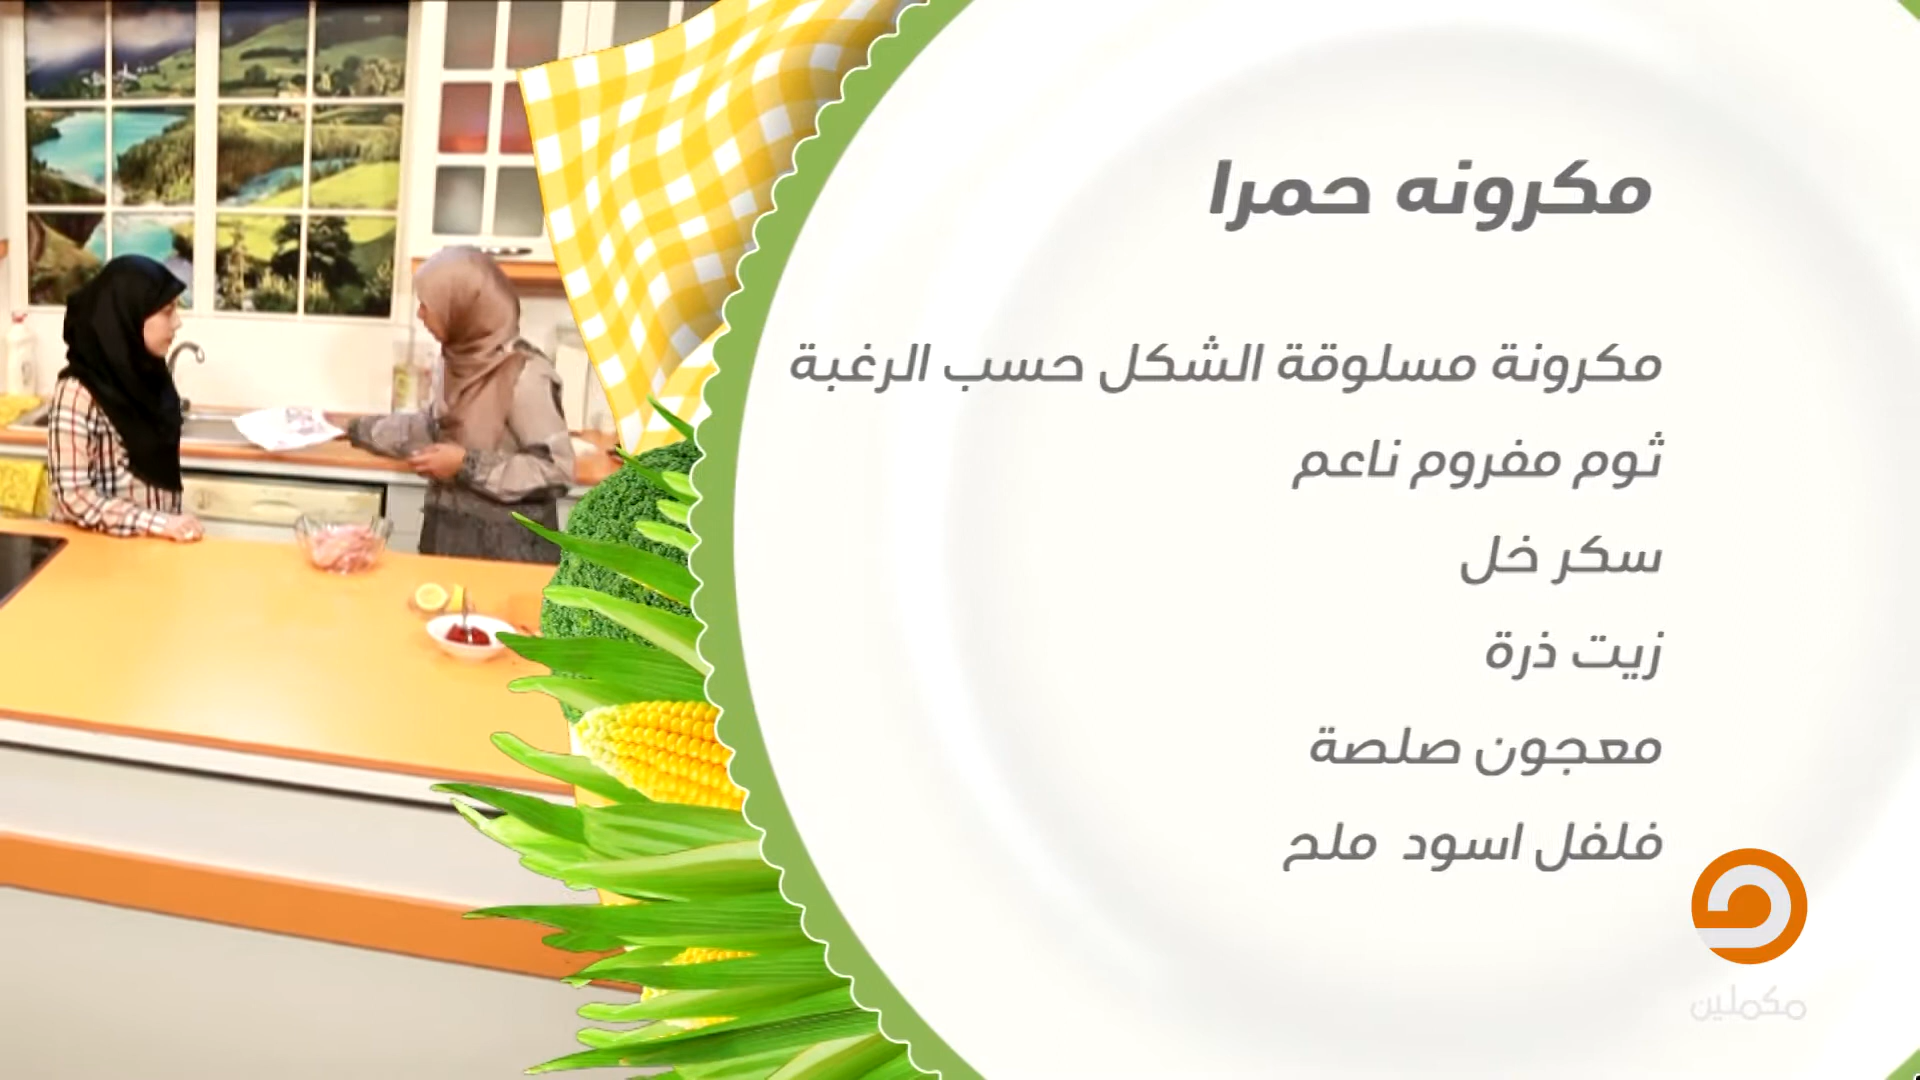 مكرونه حمرا
مكرونة مسلوقة الشكل حسب الرغبة
ثوم مفروم ناعم
سكر خل
زيت ذرة
معجون صلصة
فلفل اسود ملح
مكملين